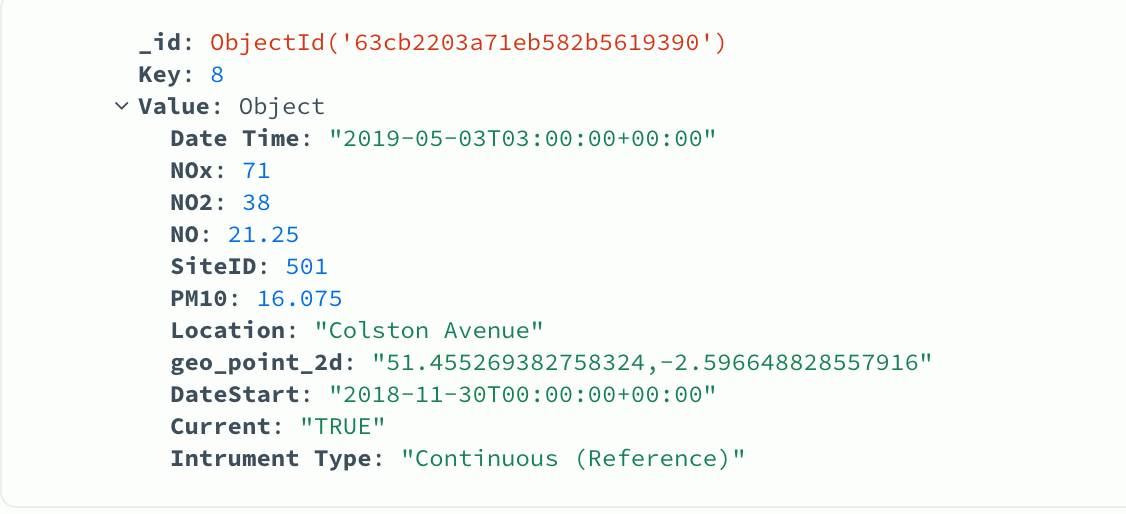 _id: ObjectId('63cb2203a71eb582b5619390')
Key: 8
Value: Object
Date Time: "2019-05-03T03:00:00+00:00"
NOx: 71
NO2: 38
NO: 21.25
SiteID: 501
PM10: 16.075
Location: "Colston Avenue"
geo_point_2d: "51.455269382758324,-2.596648828557916"
DateStart: "2018-11-30T00:00:00+00:00"
Current: "TRUE"
Intrument Type: "Continuous (Reference)"